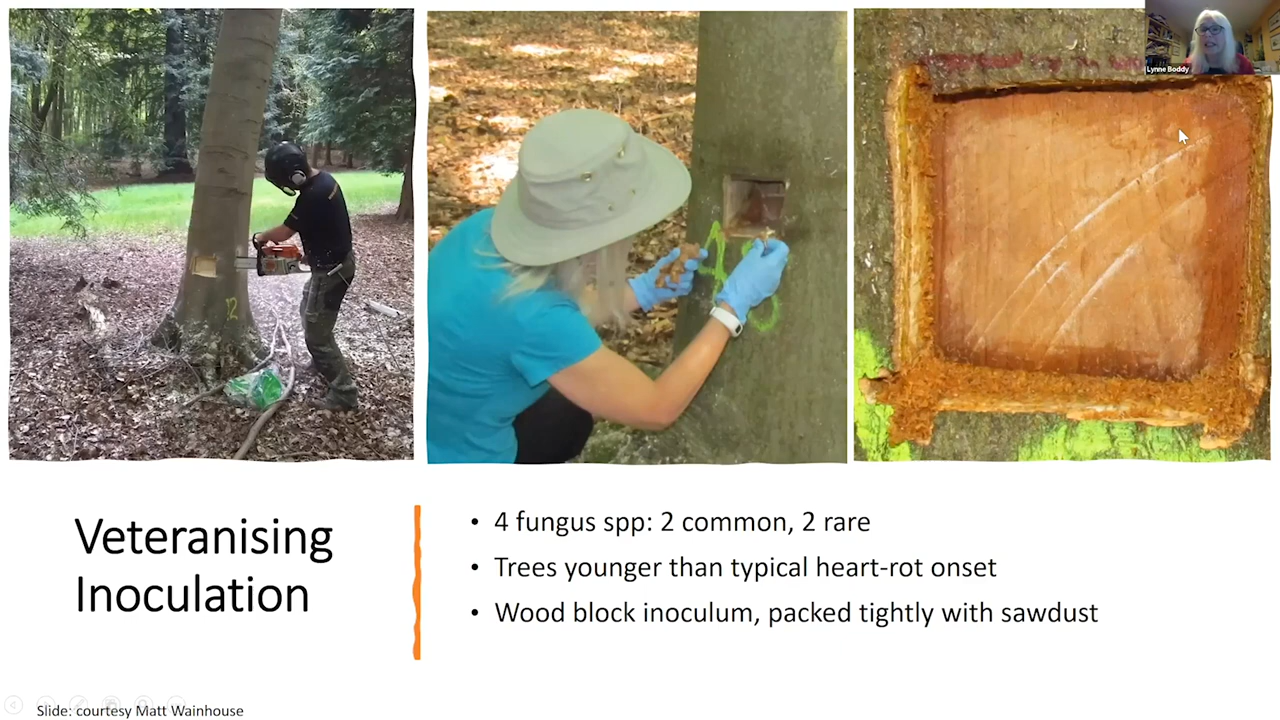 Lynne Boddy
12
Veteranising
Inoculation
• 4 fungus spp: 2 common, 2 rare
• Trees younger than typical heart-rot onset
• Wood block inoculum, packed tightly with sawdust
Slide: courtesy Matt Wainhouse